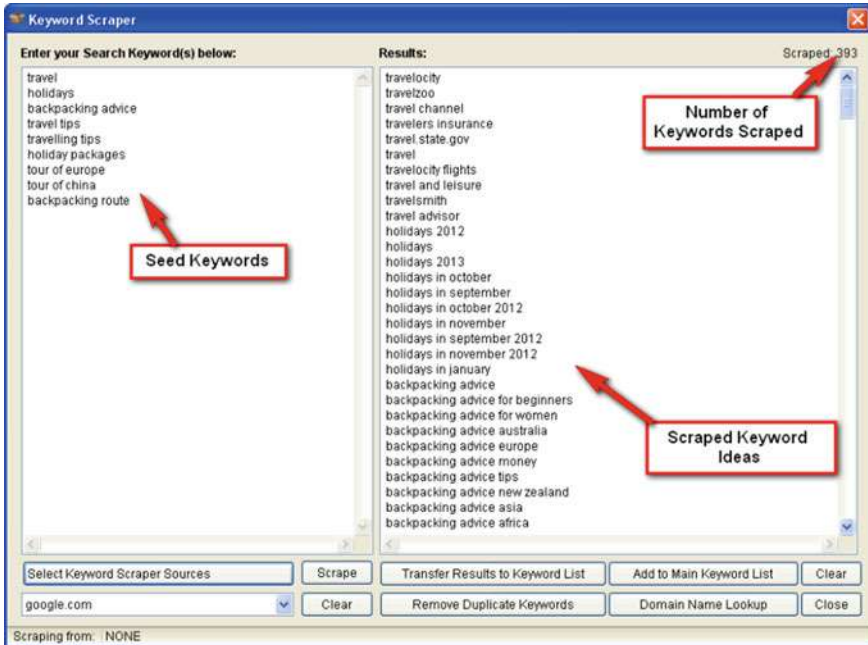 Keyword Scraper
Enter your Search Keyword(s) below:
travel
holidays
backpacking advice
travel tips
travelling tips
holiday packages
tour of europe
tour of china
backpacking route
Seed Keywords
Results:
Scraped: 393
travelocity
travelzoo
travel channel
travelers insurance
travel.state.gov
travel
travelocity flights
travel and leisure
travelsmith
travel advisor
holidays 2012
holidays
holidays 2013
holidays in october
holidays in september
holidays in october 2012
holidays in november
holidays in september 2012
holidays in november 2012
holidays in january
backpacking advice
backpacking advice for beginners
backpacking advice for women
backpacking advice australia
backpacking advice europe
backpacking advice money
backpacking advice tips
backpacking advice new zealand
backpacking advice asia
backpacking advice africa
Number of
Keywords Scraped
Scraped Keyword
Ideas
Select Keyword Scraper Sources
Scrape
Transfer Results to Keyword List
Add to Main Keyword List
Clear
google.com
Clear
Remove Duplicate Keywords
Domain Name Lookup
Close
Scraping from: NONE